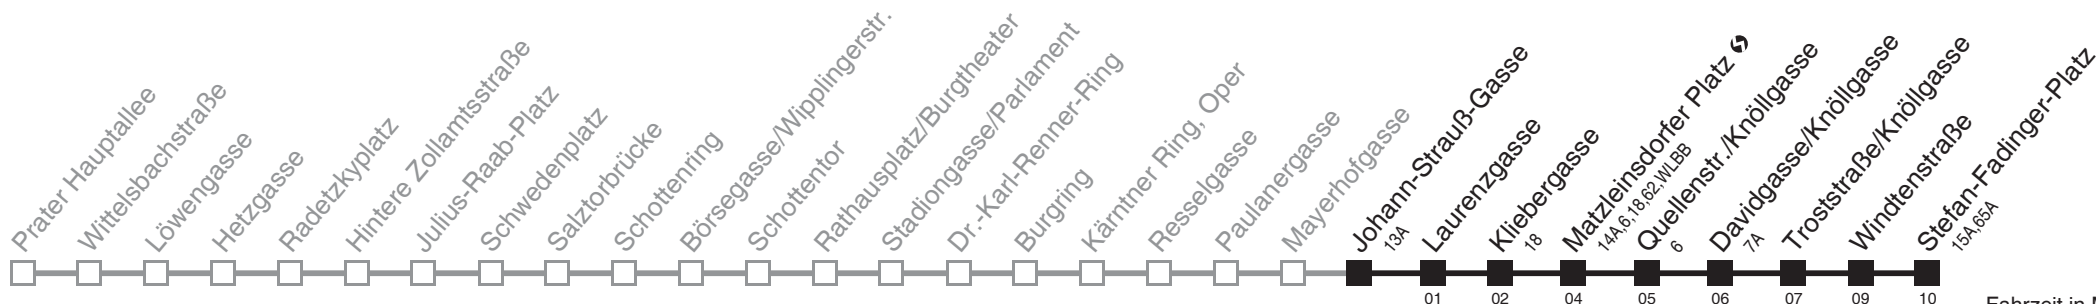 Prater Hauptallee
Wittelsbachstraße
Löwengasse
Hetzgasse
Radetzkyplatz
Hintere Zollamtsstraße
Julius-Raab-Platz
Schwedenplatz
Salztorbrücke
Schottenring
Börsegasse/Wipplingerstr.
Schottentor
Rathausplatz/Burgtheater
Stadiongasse/Parlament
Dr.-Karl-Renner-Ring
Burgring
Kärntner Ring, Oper
Resselgasse
Paulanergasse
Mayerhofgasse
Johann-Strauß-Gasse
13A
Laurenzgasse
Kliebergasse
18
Matzleinsdorfer Platz
14A,6,18,62,WLBB
Quellenstr./Knöllgasse
6
Davidgasse/Knöllgasse
7A
Troststraße/Knöllgasse
Windtenstraße
Stefan-Fadinger-Platz
15A,65A
01 02 04 05 06 07 09 10